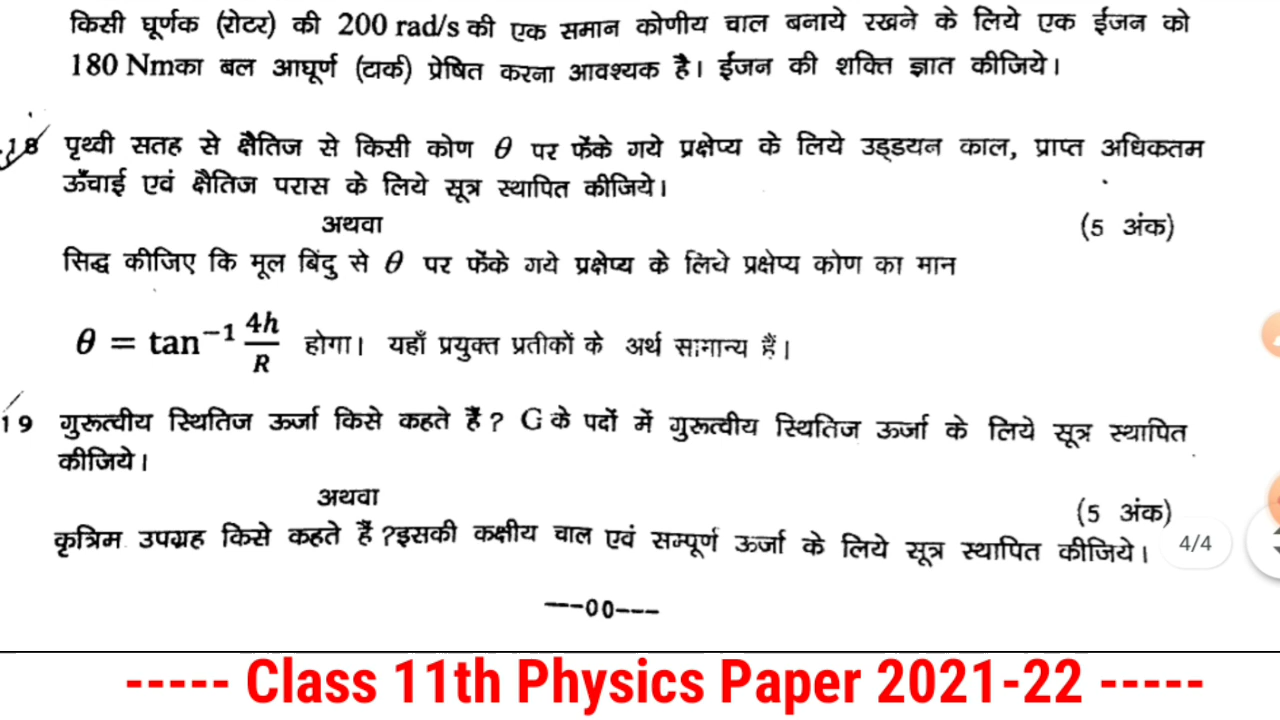 किसी घूर्णक (रोटर) की 200 rad/s की एक समान कोणीय चाल बनाये रखने के लिये एक ईंजन को
180 Nmका बल आघूर्ण (टार्क) प्रेषित करना आवश्यक है। ईंजन की शक्ति ज्ञात कीजिये।
18 पृथ्वी सतह से क्षैतिज से किसी कोण θ पर फेंके गये प्रक्षेप्य के लिये उड्डयन काल, प्राप्त अधिकतम
ऊँचाई एवं क्षैतिज परास के लिये सूत्र स्थापित कीजिये।
अथवा (5 अंक)
सिद्ध कीजिए कि मूल बिंदु से θ पर फेंके गये प्रक्षेप्य के लिये प्रक्षेप्य कोण का मान
θ = tan⁻¹ 4h/R होगा। यहाँ प्रयुक्त प्रतीकों के अर्थ सामान्य हैं।
19 गुरूत्वीय स्थितिज ऊर्जा किसे कहते हैं? G के पदों में गुरूत्वीय स्थितिज ऊर्जा के लिये सूत्र स्थापित
कीजिये।
अथवा (5 अंक)
कृत्रिम उपग्रह किसे कहते हैं ?इसकी कक्षीय चाल एवं सम्पूर्ण ऊर्जा के लिये सूत्र स्थापित कीजिये। 4/4
---00---
----- Class 11th Physics Paper 2021-22 -----